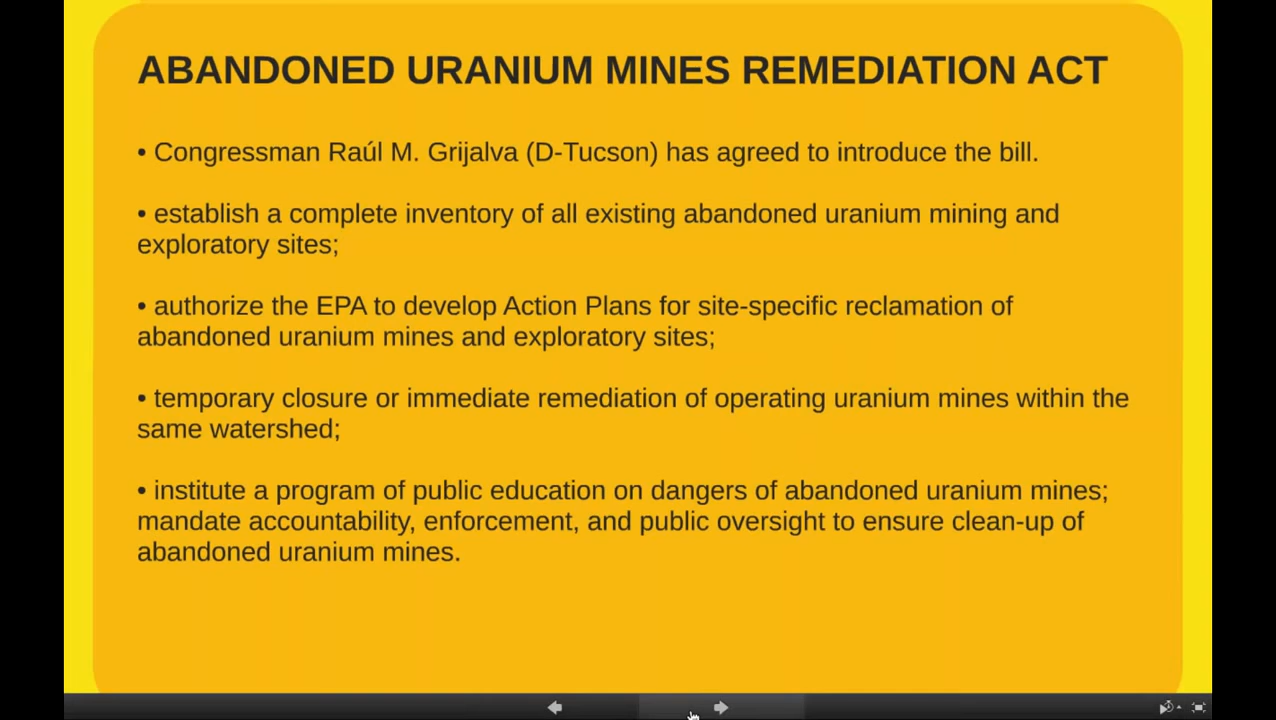 ABANDONED URANIUM MINES REMEDIATION ACT
• Congressman Raúl M. Grijalva (D-Tucson) has agreed to introduce the bill.
• establish a complete inventory of all existing abandoned uranium mining and
exploratory sites;
• authorize the EPA to develop Action Plans for site-specific reclamation of
abandoned uranium mines and exploratory sites;
• temporary closure or immediate remediation of operating uranium mines within the
same watershed;
• institute a program of public education on dangers of abandoned uranium mines;
mandate accountability, enforcement, and public oversight to ensure clean-up of
abandoned uranium mines.